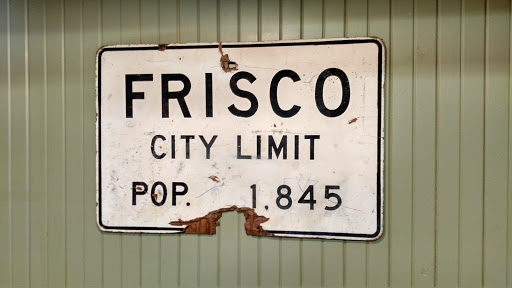 FRISCO
CITY LIMIT
POP. 1.845